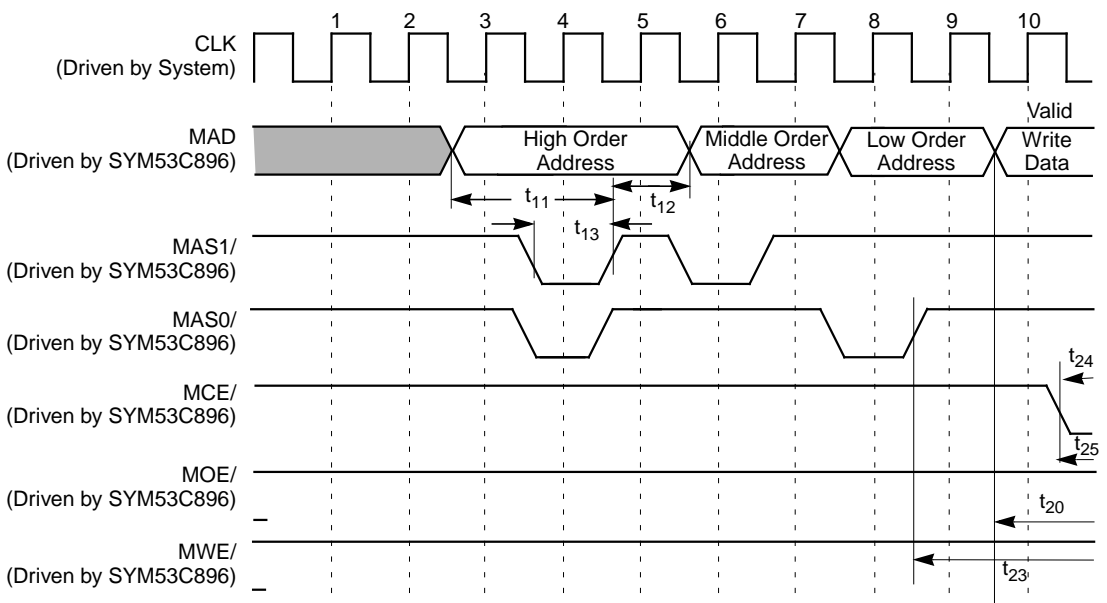 1 2 3 4 5 6 7 8 9 10
CLK
(Driven by System)
Valid
MAD
(Driven by SYM53C896)
High Order
Address
Middle Order
Address
Low Order
Address
Write
Data
t11
t12
t13
MAS1/
(Driven by SYM53C896)
MAS0/
(Driven by SYM53C896)
t24
MCE/
(Driven by SYM53C896)
t25
MOE/
(Driven by SYM53C896)
t20
MWE/
(Driven by SYM53C896)
t23